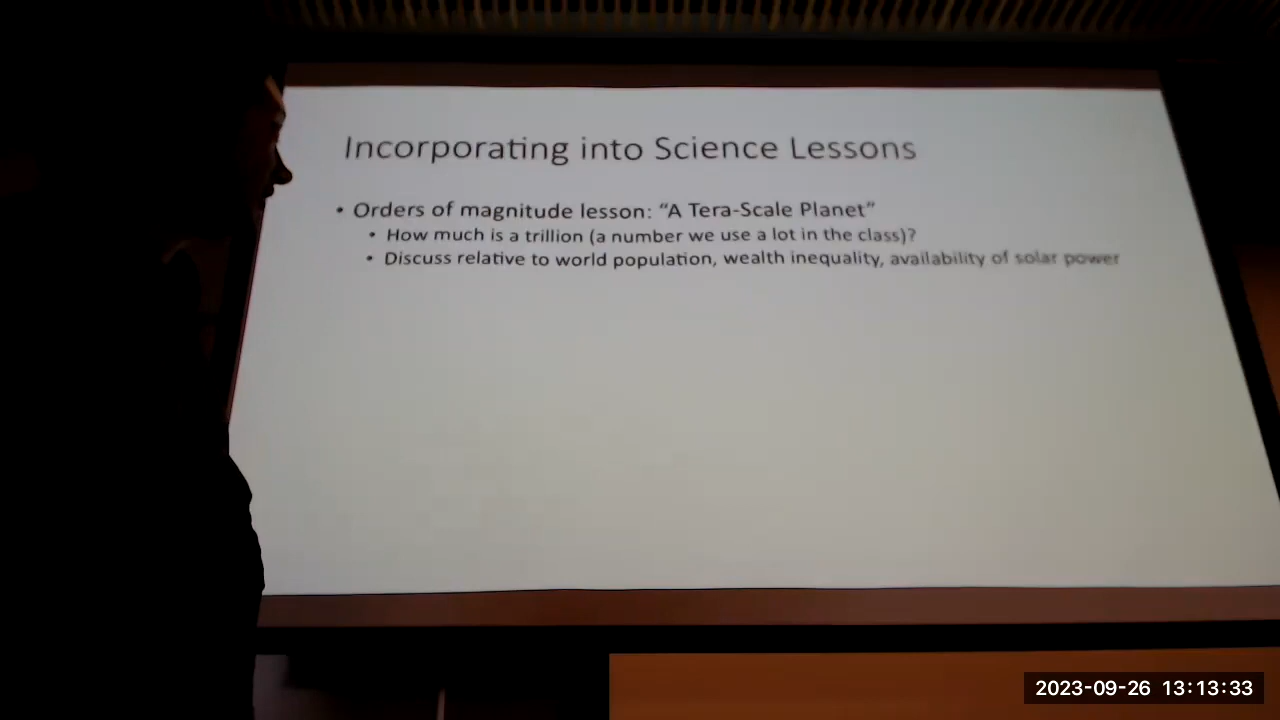 Incorporating into Science Lessons
• Orders of magnitude lesson: “A Tera-Scale Planet”
• How much is a trillion (a number we use a lot in the class)?
• Discuss relative to world population, wealth inequality, availability of solar power
2023-09-26 13:13:33